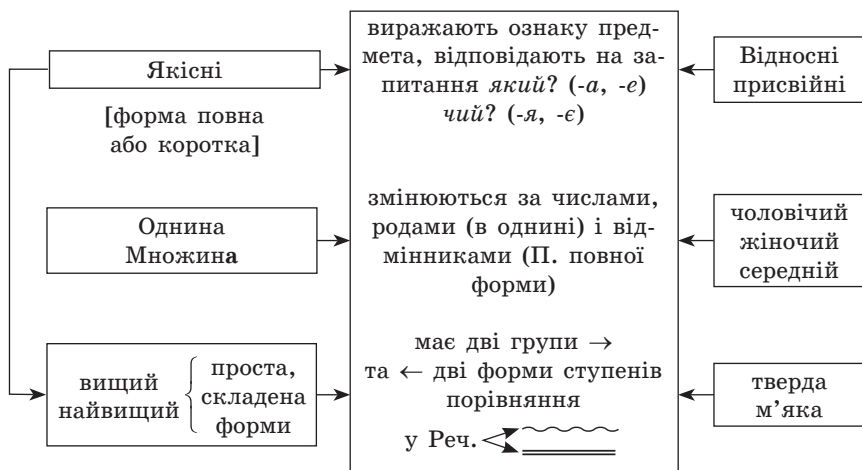 Якісні
[форма повна
або коротка]
Однина
Множина
вищий
найвищий
проста,
складена
форми
виражають ознаку пред-
мета, відповідають на за-
питання який? (-а, -е)
чий? (-я, -є)
змінюються за числами,
родами (в однині) і від-
мінниками (П. повної
форми)
має дві групи →
та ← дві форми ступенів
порівняння
у Реч.
Відносні
присвійні
чоловічий
жіночий
середній
тверда
м’яка